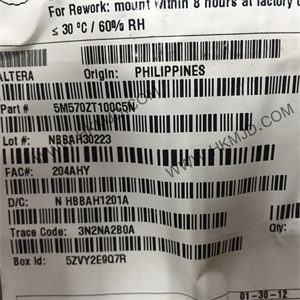 For Rework: mount within 8 hours at factory
≤ 30 °C / 60% RH
ALTERA Origin: PHILIPPINES
Part # 5M570ZT100C5N
Lot #: NBBAH30223
FAC#: 204AHY
D/C: N HBBAH1201A
Trace Code: 3N2NA2B0A Qty:
Box Id: 5ZVY2E9Q7R
01-30-12
WWW.HKMJD.COM